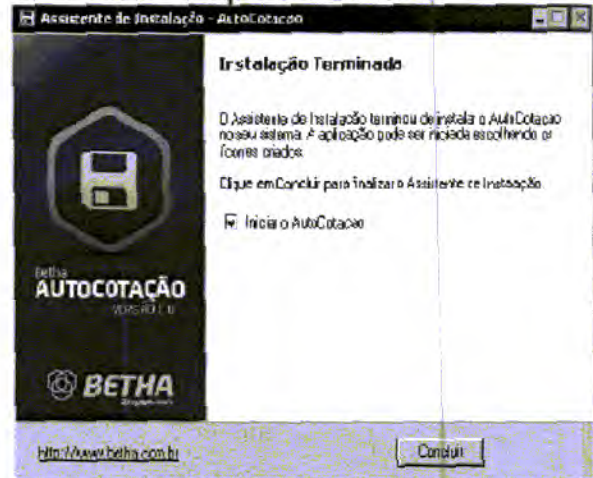 Assistente de Instalação - AutoCotacao
Instalação Terminada
O Assistente de Instalação terminou de instala o AutoCotacao
no seu sistema. A aplicação pode ser iniciada escolhendo os
ícones criados.
Clique em Concluir para finalizar o Assistente de Instalação.
Iniciar o AutoCotacao
Betha
AUTOCOTAÇÃO
BETHA
http://www.betha.com.br
Concluir